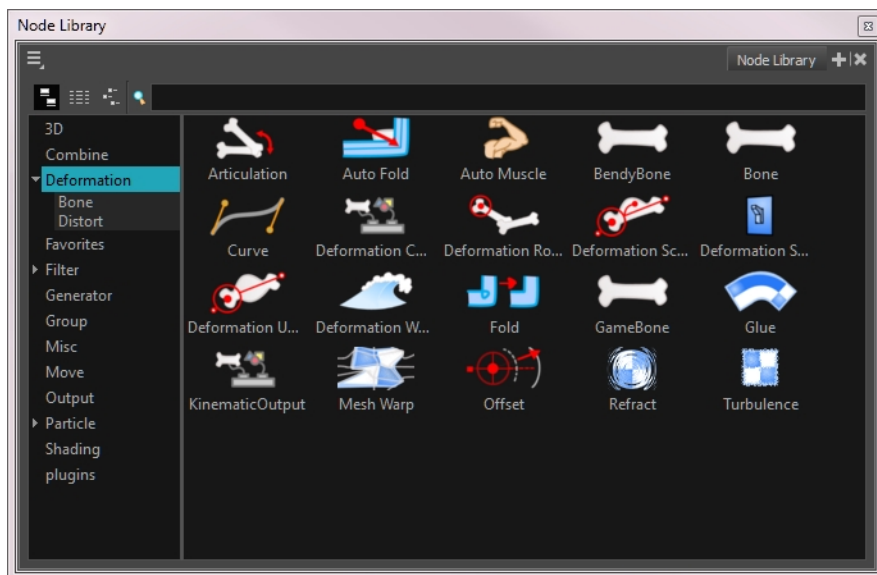 Node Library
Node Library
3D
Combine
Deformation
Bone
Distort
Favorites
Filter
Generator
Group
Misc
Move
Output
Particle
Shading
plugins
Articulation Auto Fold Auto Muscle BendyBone Bone
Curve Deformation C... Deformation Ro... Deformation Sc... Deformation S...
Deformation U... Deformation W... Fold GameBone Glue
KinematicOutput Mesh Warp Offset Refract Turbulence